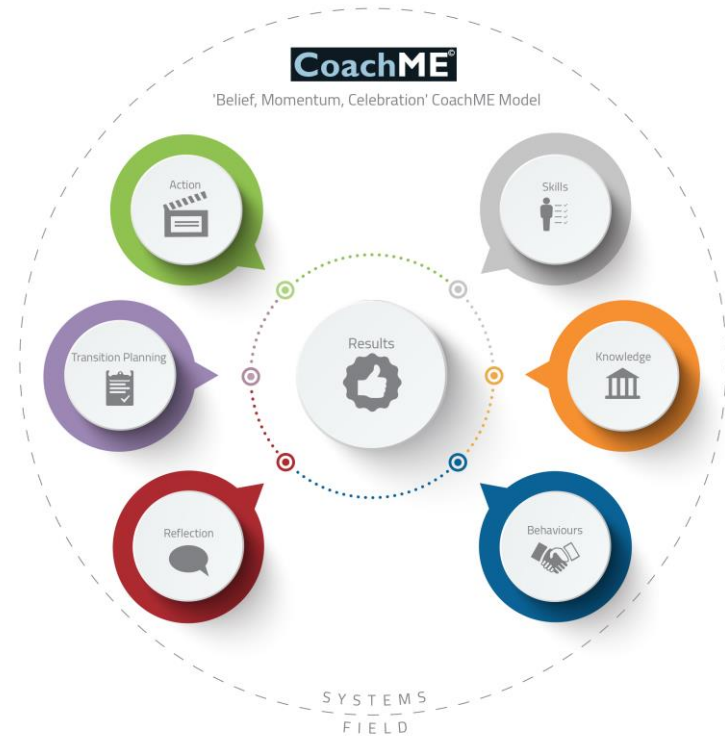 CoachME©
'Belief, Momentum, Celebration' CoachME Model
Action
Skills
Transition Planning
Results
Knowledge
Reflection
Behaviours
SYSTEMS
FIELD